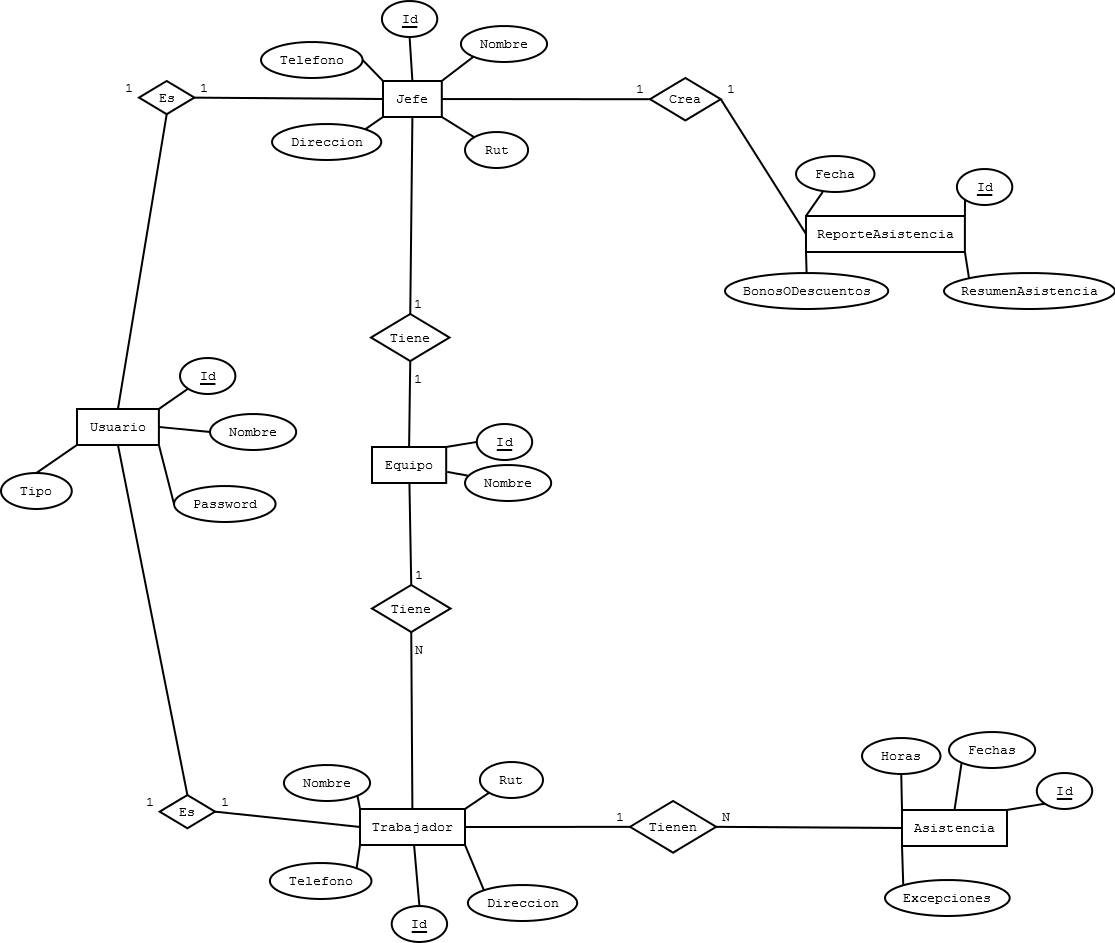 Id
Nombre
Telefono
1
Es
1
Jefe
1
Crea
1
Direccion
Rut
Fecha
Id
ReporteAsistencia
BonosODescuentos
ResumenAsistencia
1
Tiene
1
Id
Usuario
Nombre
Tipo
Password
Equipo
Id
Nombre
1
Tiene
N
Nombre
Rut
1
Es
1
Trabajador
1
Tienen
N
Horas
Fechas
Id
Asistencia
Telefono
Id
Direccion
Excepciones